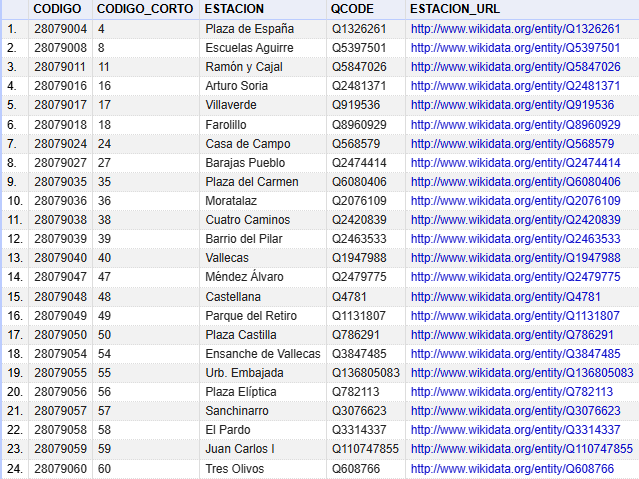 CODIGO CODIGO_CORTO ESTACION QCODE ESTACION_URL
1. 28079004 4 Plaza de España Q1326261 http://www.wikidata.org/entity/Q1326261
2. 28079008 8 Escuelas Aguirre Q5397501 http://www.wikidata.org/entity/Q5397501
3. 28079011 11 Ramón y Cajal Q5847026 http://www.wikidata.org/entity/Q5847026
4. 28079016 16 Arturo Soria Q2481371 http://www.wikidata.org/entity/Q2481371
5. 28079017 17 Villaverde Q919536 http://www.wikidata.org/entity/Q919536
6. 28079018 18 Farolillo Q8960929 http://www.wikidata.org/entity/Q8960929
7. 28079024 24 Casa de Campo Q568579 http://www.wikidata.org/entity/Q568579
8. 28079027 27 Barajas Pueblo Q2474414 http://www.wikidata.org/entity/Q2474414
9. 28079035 35 Plaza del Carmen Q6080406 http://www.wikidata.org/entity/Q6080406
10. 28079036 36 Moratalaz Q2076109 http://www.wikidata.org/entity/Q2076109
11. 28079038 38 Cuatro Caminos Q2420839 http://www.wikidata.org/entity/Q2420839
12. 28079039 39 Barrio del Pilar Q2463533 http://www.wikidata.org/entity/Q2463533
13. 28079040 40 Vallecas Q1947988 http://www.wikidata.org/entity/Q1947988
14. 28079047 47 Méndez Álvaro Q2479775 http://www.wikidata.org/entity/Q2479775
15. 28079048 48 Castellana Q4781 http://www.wikidata.org/entity/Q4781
16. 28079049 49 Parque del Retiro Q1131807 http://www.wikidata.org/entity/Q1131807
17. 28079050 50 Plaza Castilla Q786291 http://www.wikidata.org/entity/Q786291
18. 28079054 54 Ensanche de Vallecas Q3847485 http://www.wikidata.org/entity/Q3847485
19. 28079055 55 Urb. Embajada Q136805083 http://www.wikidata.org/entity/Q136805083
20. 28079056 56 Plaza Elíptica Q782113 http://www.wikidata.org/entity/Q782113
21. 28079057 57 Sanchinarro Q3076623 http://www.wikidata.org/entity/Q3076623
22. 28079058 58 El Pardo Q3314337 http://www.wikidata.org/entity/Q3314337
23. 28079059 59 Juan Carlos I Q110747855 http://www.wikidata.org/entity/Q110747855
24. 28079060 60 Tres Olivos Q608766 http://www.wikidata.org/entity/Q608766